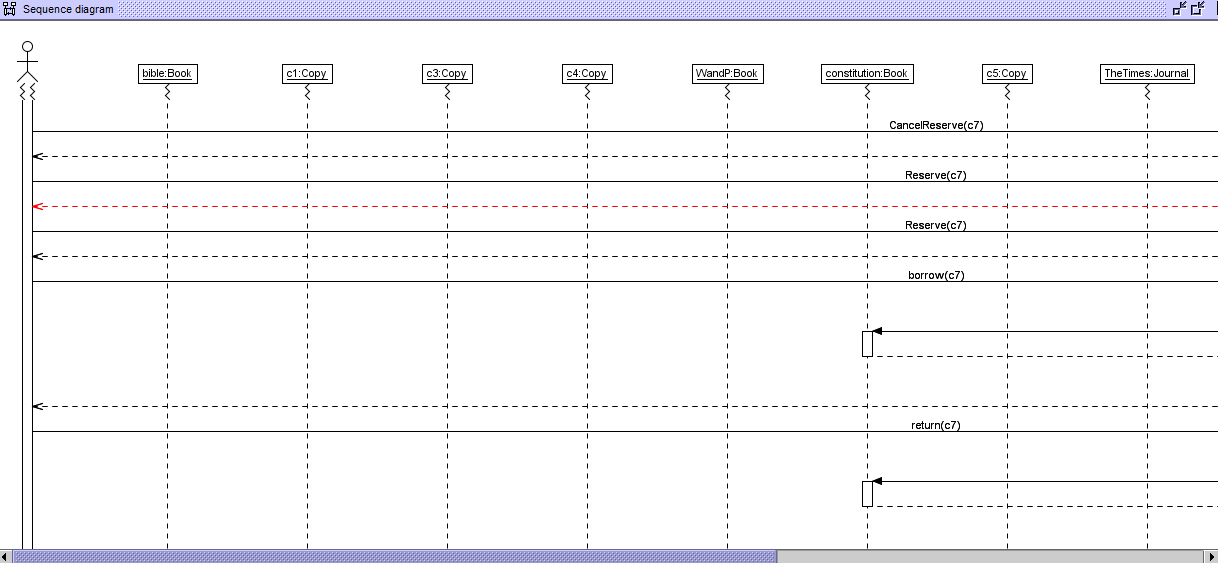 Sequence diagram
bible:Book
c1:Copy
c3:Copy
c4:Copy
WandP:Book
constitution:Book
c5:Copy
TheTimes:Journal
CancelReserve(c7)
Reserve(c7)
Reserve(c7)
borrow(c7)
return(c7)